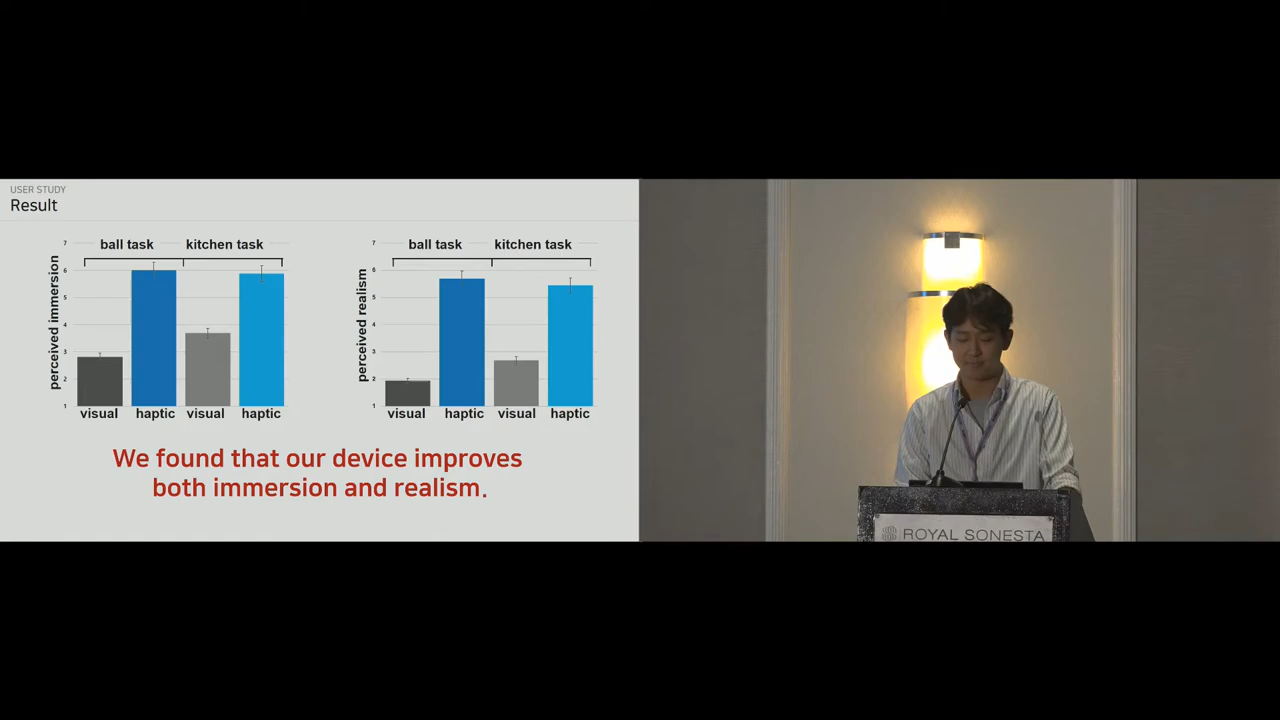 USER STUDY
Result
ball task kitchen task
perceived immersion
7
6
5
4
3
2
1
visual haptic visual haptic
ball task kitchen task
perceived realism
7
6
5
4
3
2
1
visual haptic visual haptic
We found that our device improves
both immersion and realism.
ROYAL SONESTA